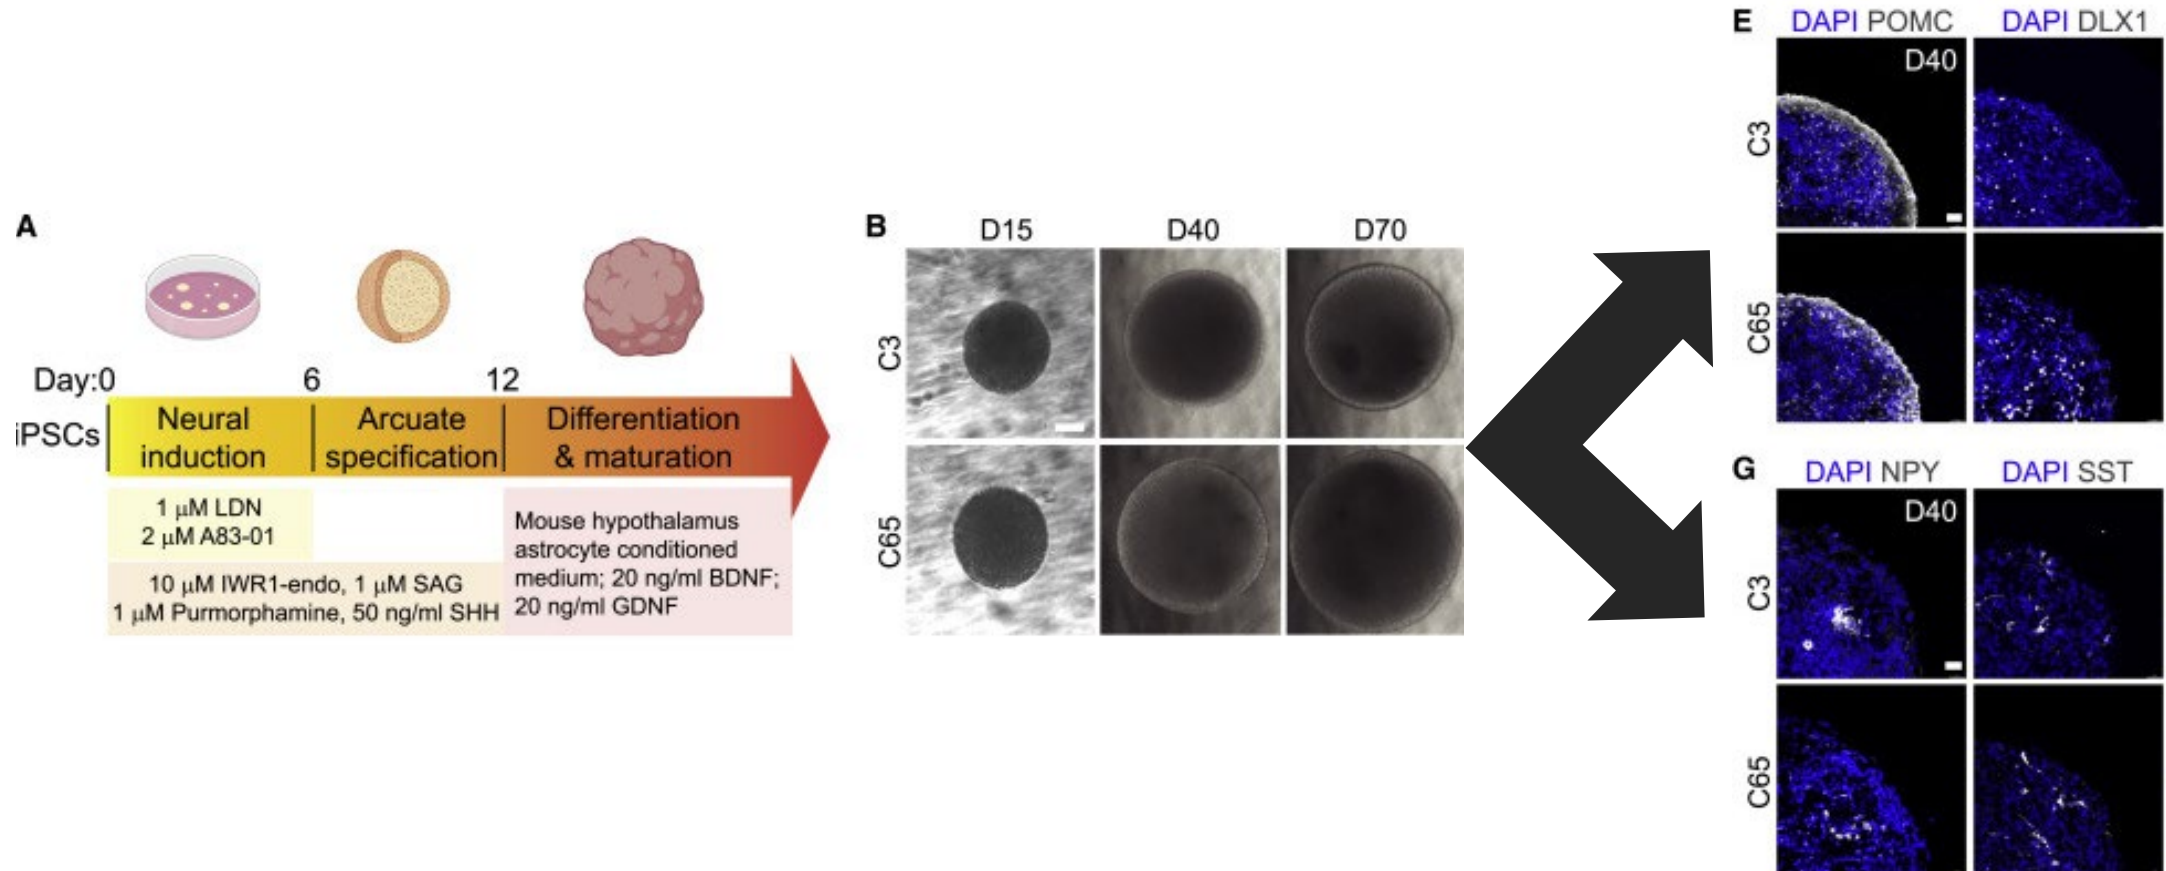 A
Day:0 6 12
iPSCs
Neural
induction
Arcuate
specification
Differentiation
& maturation
1 μM LDN
2 μM A83-01
10 μM IWR1-endo, 1 μM SAG
1 μM Purmorphamine, 50 ng/ml SHH
Mouse hypothalamus
astrocyte conditioned
medium; 20 ng/ml BDNF;
20 ng/ml GDNF
B
D15 D40 D70
C3
C65
E
DAPI POMC DAPI DLX1
D40
C3
C65
G
DAPI NPY DAPI SST
D40
C3
C65